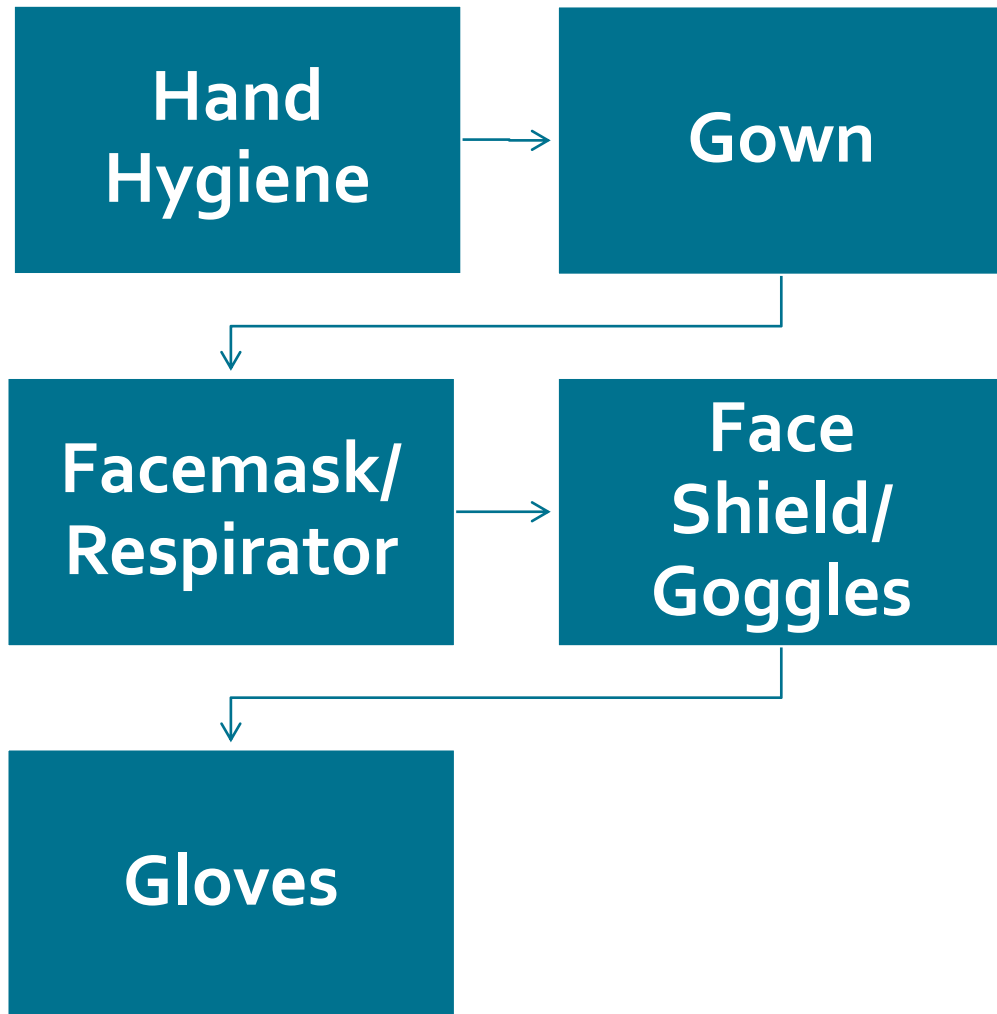 Hand
Hygiene
Gown
Facemask/
Respirator
Face
Shield/
Goggles
Gloves